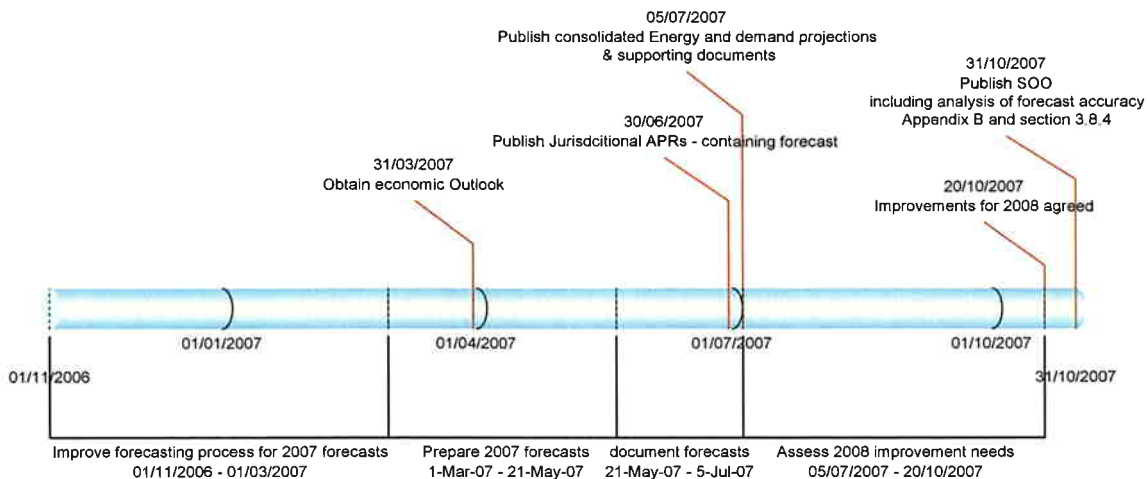 05/07/2007
Publish consolidated Energy and demand projections
& supporting documents
31/10/2007
Publish SOO
including analysis of forecast accuracy
Appendix B and section 3.8.4
30/06/2007
Publish Jurisdcitional APRs - containing forecast
31/03/2007
Obtain economic Outlook
20/10/2007
Improvements for 2008 agreed
01/01/2007
01/04/2007
01/07/2007
01/10/2007
01/11/2006
31/10/2007
Improve forecasting process for 2007 forecasts
01/11/2006 - 01/03/2007
Prepare 2007 forecasts
1-Mar-07 - 21-May-07
document forecasts
21-May-07 - 5-Jul-07
Assess 2008 improvement needs
05/07/2007 - 20/10/2007